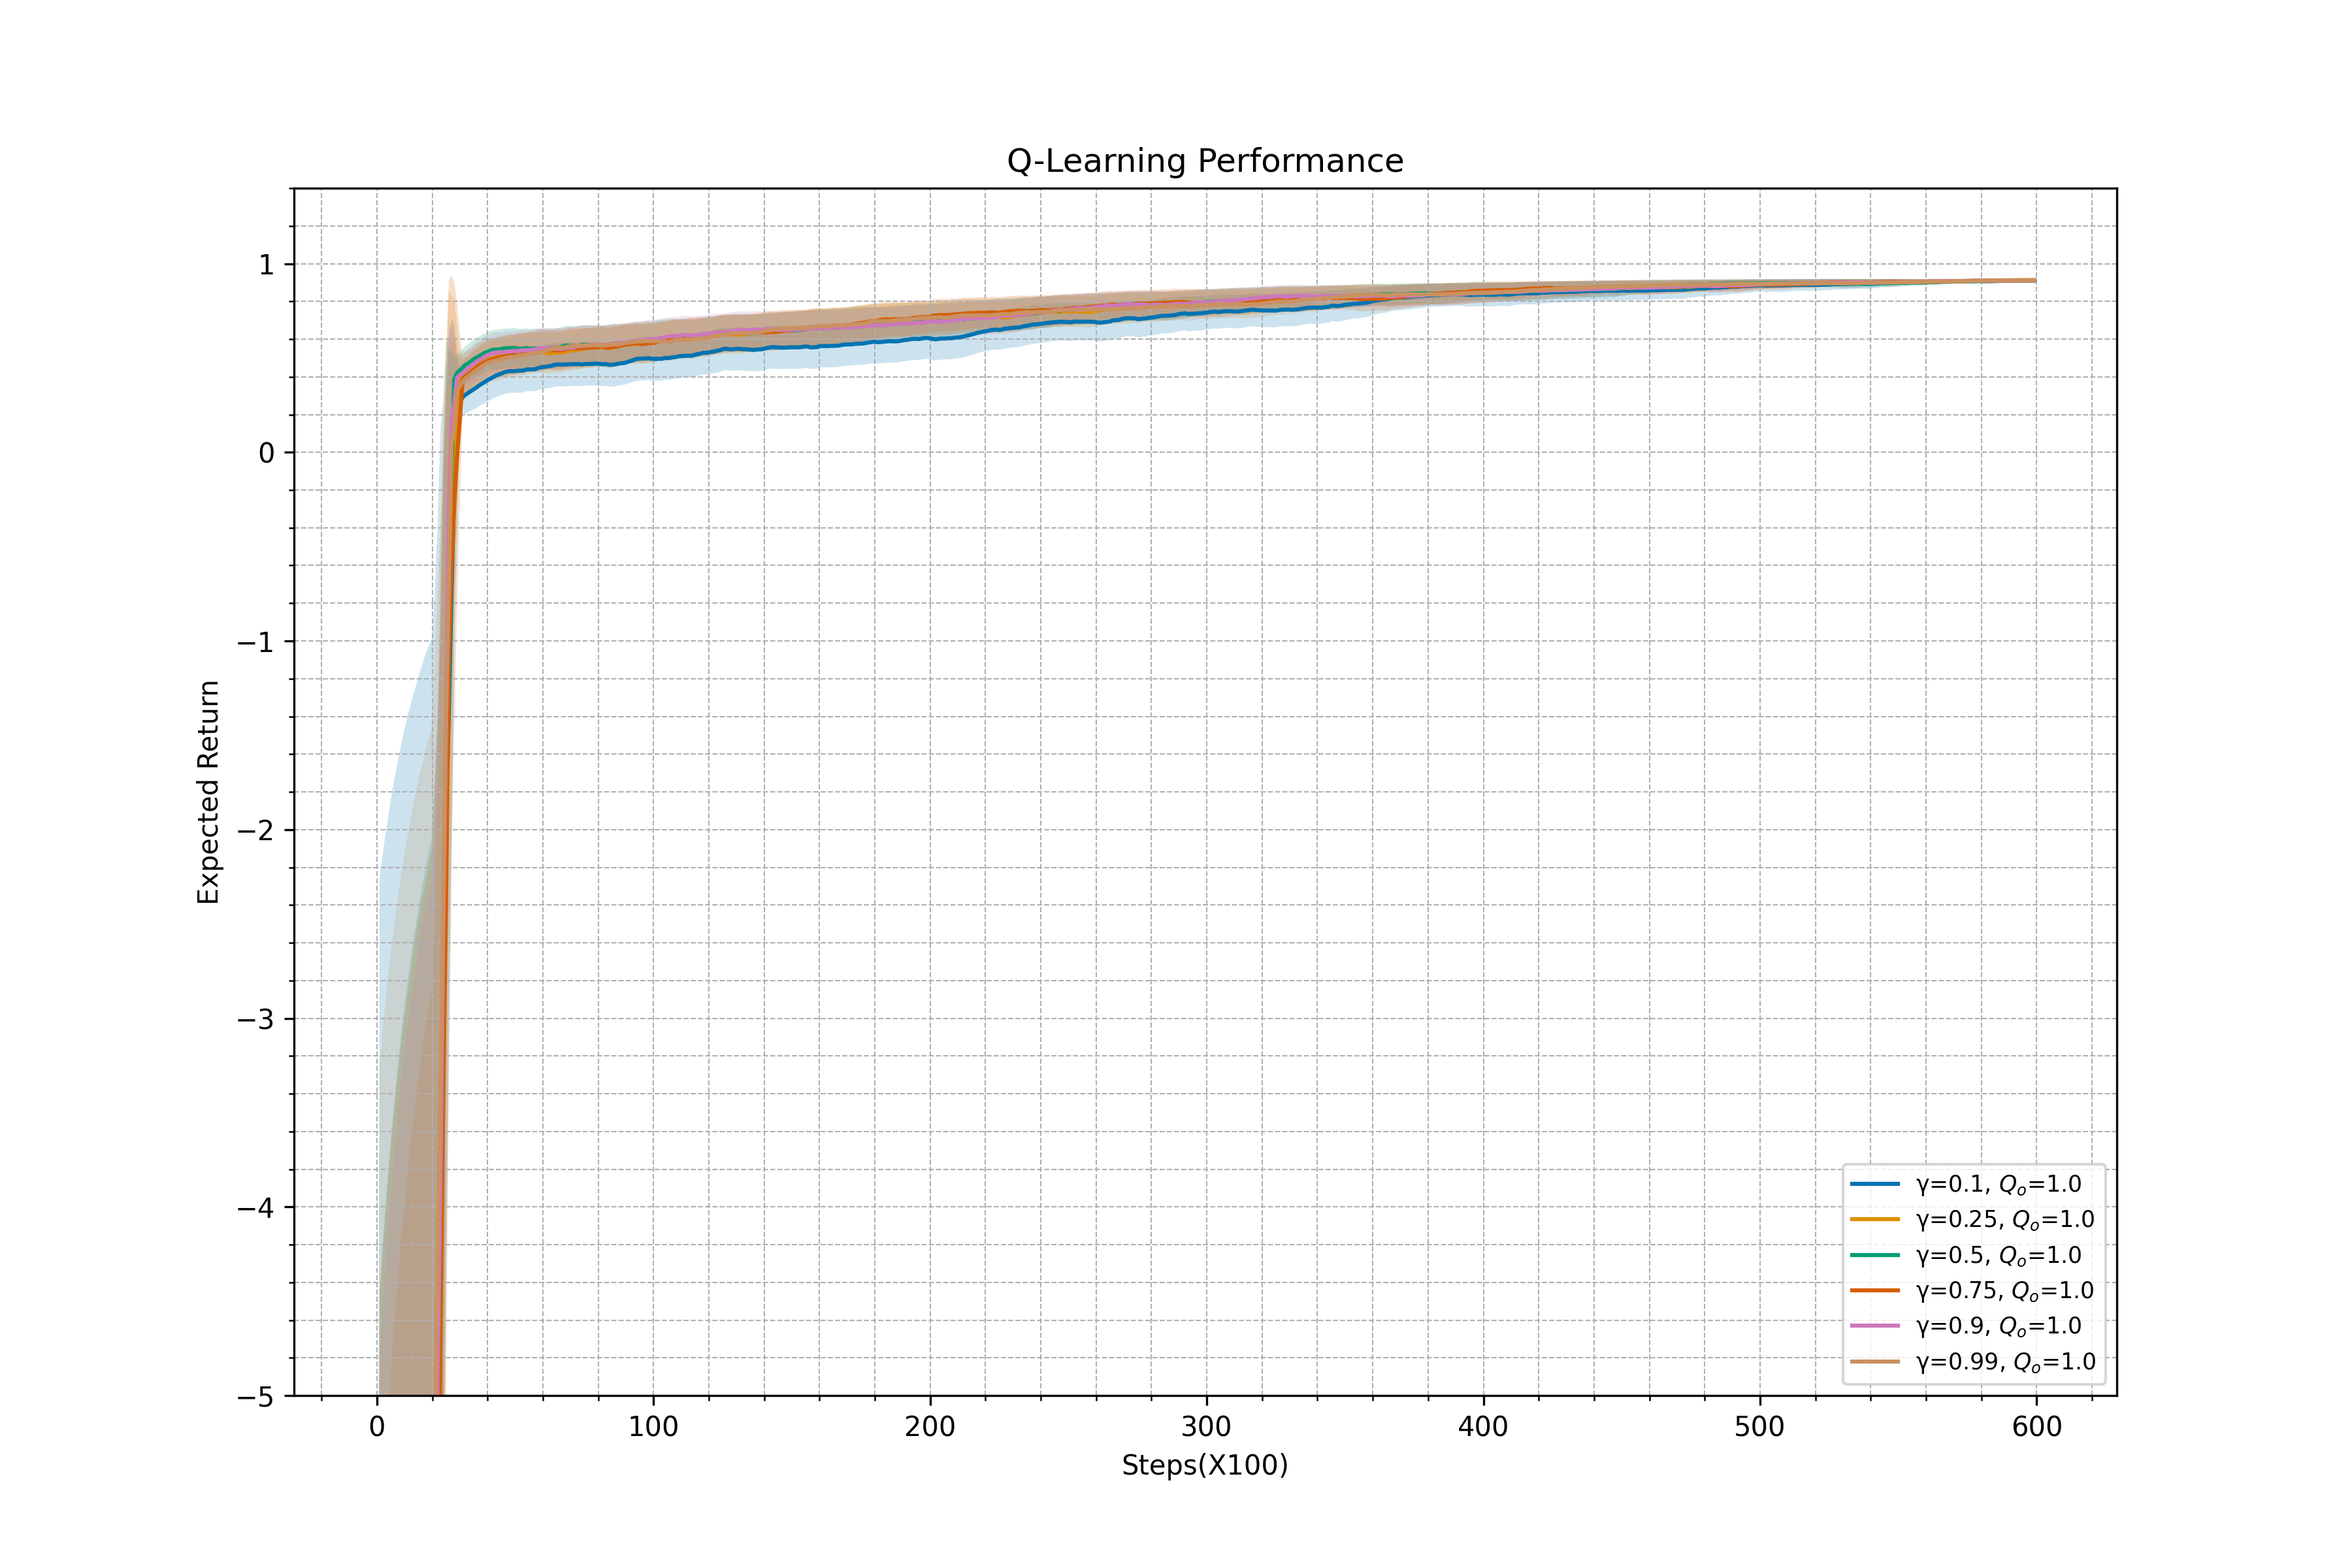 Q-Learning Performance
Expected Return
1
0
−1
−2
−3
−4
−5
0 100 200 300 400 500 600
Steps(X100)
γ=0.1, Qₒ=1.0
γ=0.25, Qₒ=1.0
γ=0.5, Qₒ=1.0
γ=0.75, Qₒ=1.0
γ=0.9, Qₒ=1.0
γ=0.99, Qₒ=1.0